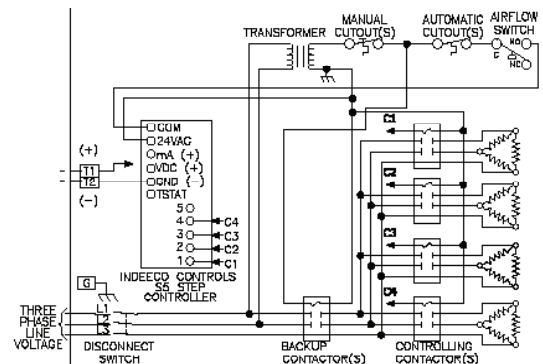 TRANSFORMER
MANUAL CUTOUT(S)
AUTOMATIC CUTOUT(S)
AIRFLOW SWITCH
NO
C
NC
COM
24VAC
mA (+)
VDC (+)
GND (-)
TSTAT
5
4
3
2
1
C4
C3
C2
C1
(+)
T1
T2
(-)
INDEECO CONTROLS
S5 STEP
CONTROLLER
C1
C2
C3
C4
G
THREE
PHASE
LINE
VOLTAGE
L1
L2
L3
DISCONNECT
SWITCH
BACKUP
CONTACTOR(S)
CONTROLLING
CONTACTOR(S)